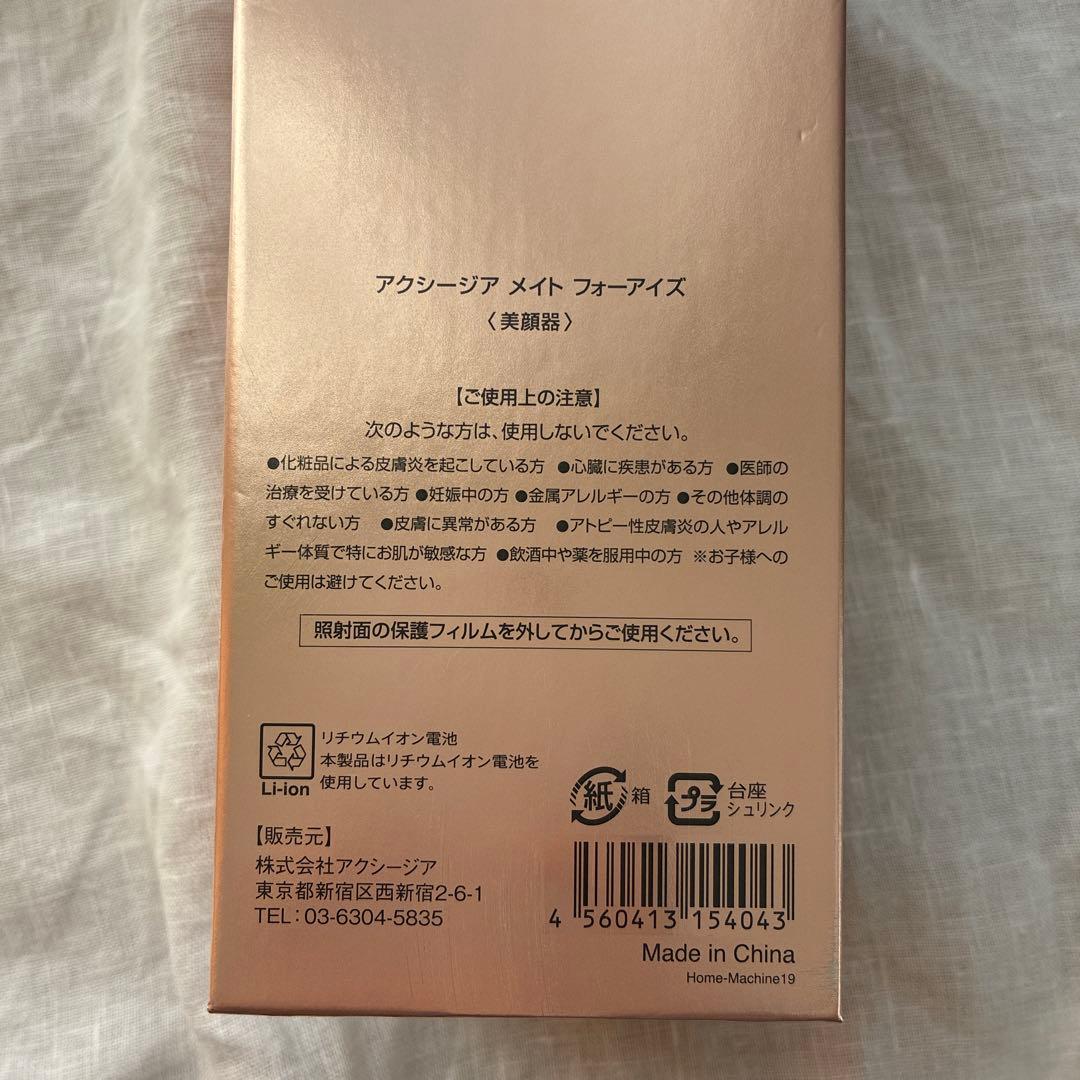 アクシージア メイト フォーアイズ
〈美顔器〉
【ご使用上の注意】
次のような方は、使用しないでください。
●化粧品による皮膚炎を起こしている方 ●心臓に疾患がある方 ●医師の
治療を受けている方 ●妊娠中の方 ●金属アレルギーの方 ●その他体調の
すぐれない方 ●皮膚に異常がある方 ●アトピー性皮膚炎の人やアレル
ギー体質で特にお肌が敏感な方 ●飲酒中や薬を服用中の方 ※お子様への
ご使用は避けてください。
照射面の保護フィルムを外してからご使用ください。
リチウムイオン電池
本製品はリチウムイオン電池を
使用しています。
Li-ion
紙 箱
プラ 台座
シュリンク
【販売元】
株式会社アクシージア
東京都新宿区西新宿2-6-1
TEL：03-6304-5835
4 560413 154043
Made in China
Home-Machine19